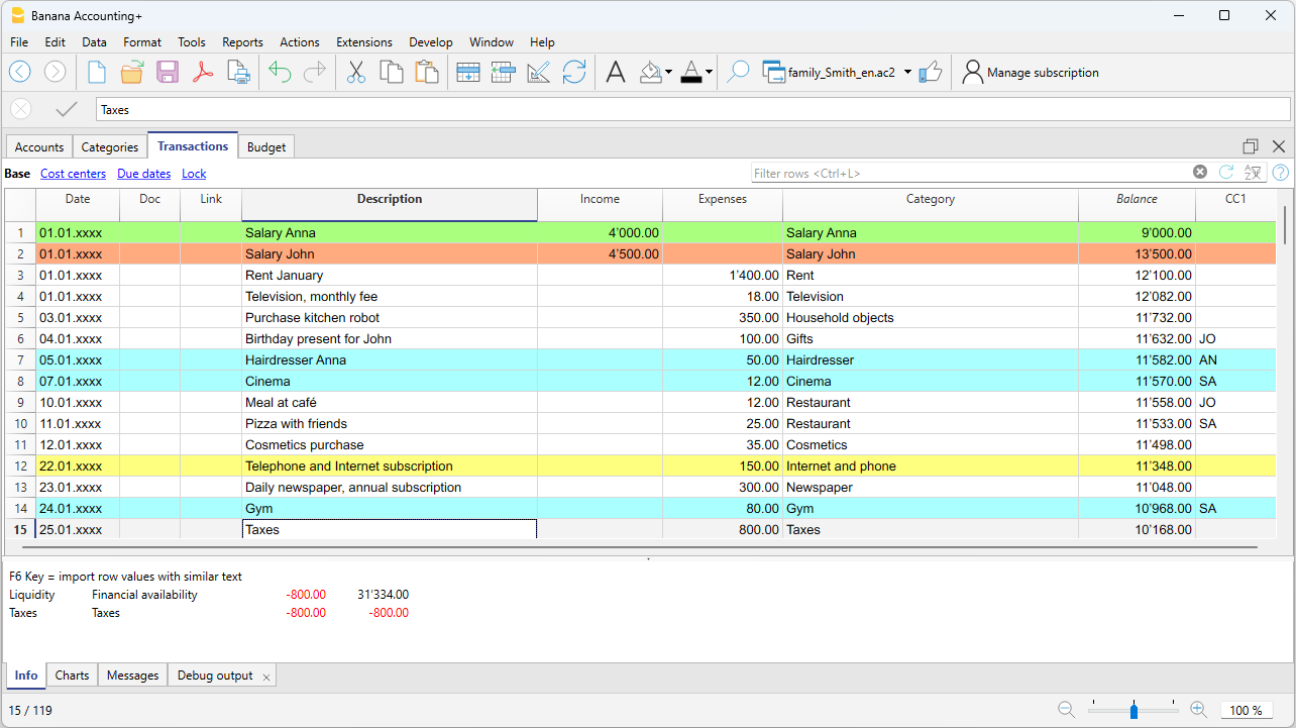 Banana Accounting+
File Edit Data Format Tools Reports Actions Extensions Develop Window Help
family_Smith_en.ac2 Manage subscription
Taxes
Accounts Categories Transactions Budget
Base Cost centers Due dates Lock Filter rows <Ctrl+L>
Date Doc Link Description Income Expenses Category Balance CC1
1 01.01.xxxx Salary Anna 4'000.00 Salary Anna 9'000.00
2 01.01.xxxx Salary John 4'500.00 Salary John 13'500.00
3 01.01.xxxx Rent January 1'400.00 Rent 12'100.00
4 01.01.xxxx Television, monthly fee 18.00 Television 12'082.00
5 03.01.xxxx Purchase kitchen robot 350.00 Household objects 11'732.00
6 04.01.xxxx Birthday present for John 100.00 Gifts 11'632.00 JO
7 05.01.xxxx Hairdresser Anna 50.00 Hairdresser 11'582.00 AN
8 07.01.xxxx Cinema 12.00 Cinema 11'570.00 SA
9 10.01.xxxx Meal at café 12.00 Restaurant 11'558.00 JO
10 11.01.xxxx Pizza with friends 25.00 Restaurant 11'533.00 SA
11 12.01.xxxx Cosmetics purchase 35.00 Cosmetics 11'498.00
12 22.01.xxxx Telephone and Internet subscription 150.00 Internet and phone 11'348.00
13 23.01.xxxx Daily newspaper, annual subscription 300.00 Newspaper 11'048.00
14 24.01.xxxx Gym 80.00 Gym 10'968.00 SA
15 25.01.xxxx Taxes 800.00 Taxes 10'168.00
F6 Key = import row values with similar text
Liquidity Financial availability -800.00 31'334.00
Taxes Taxes -800.00 -800.00
Info Charts Messages Debug output
15 / 119 100 %